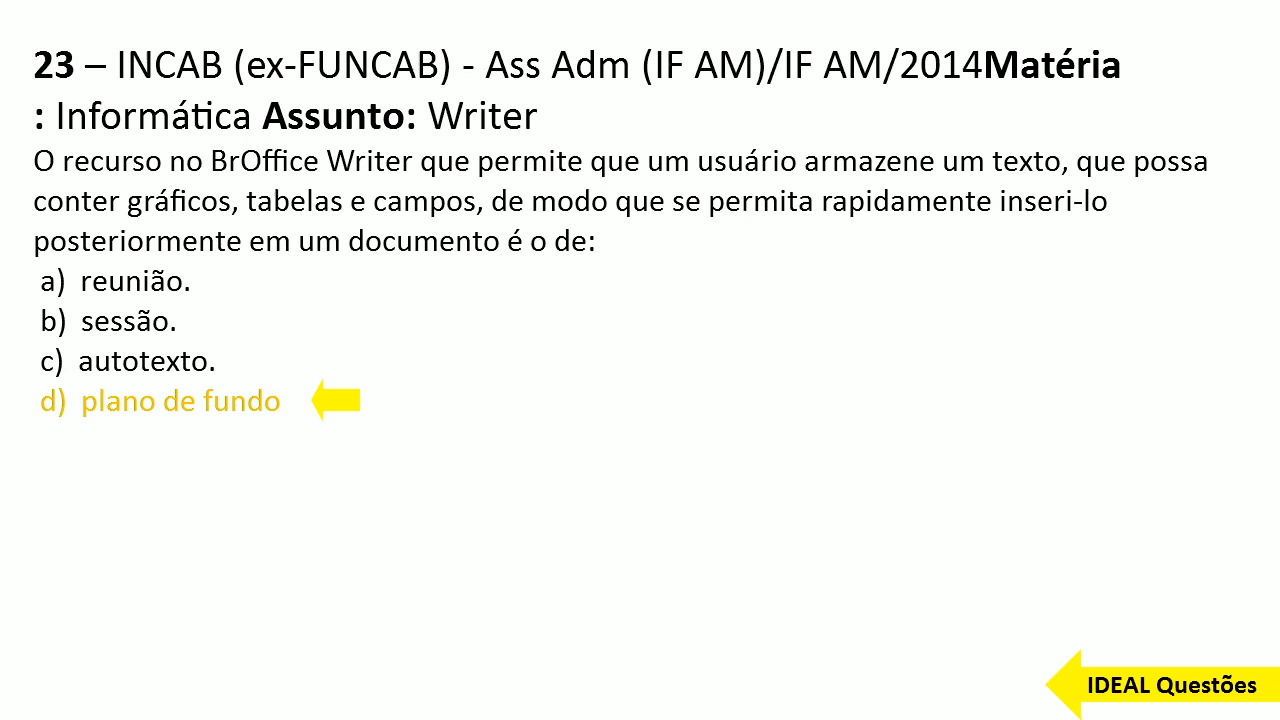 23 – INCAB (ex-FUNCAB) - Ass Adm (IF AM)/IF AM/2014Matéria
: Informática Assunto: Writer
O recurso no BrOffice Writer que permite que um usuário armazene um texto, que possa
conter gráficos, tabelas e campos, de modo que se permita rapidamente inseri-lo
posteriormente em um documento é o de:
a) reunião.
b) sessão.
c) autotexto.
d) plano de fundo
IDEAL Questões